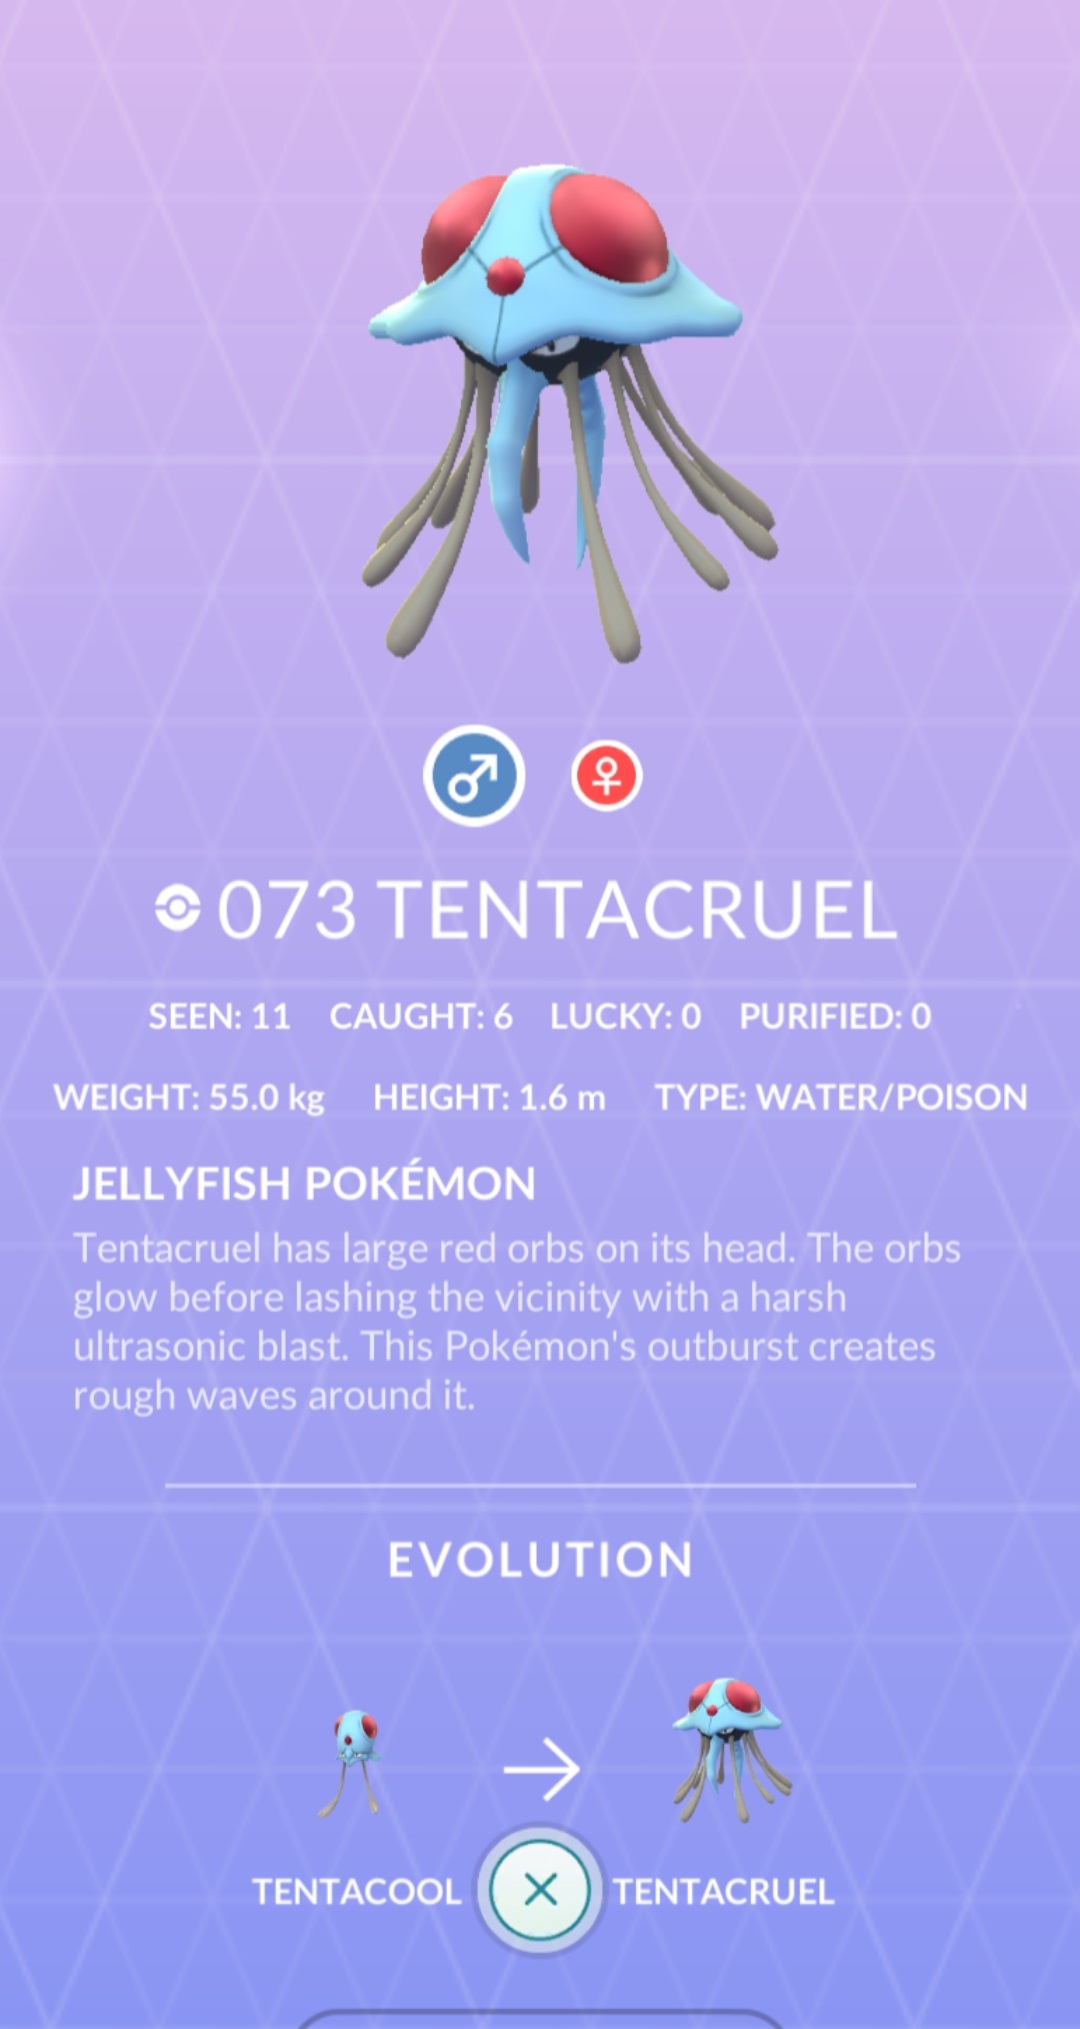 073 TENTACRUEL
SEEN: 11 CAUGHT: 6 LUCKY: 0 PURIFIED: 0
WEIGHT: 55.0 kg HEIGHT: 1.6 m TYPE: WATER/POISON
JELLYFISH POKÉMON
Tentacruel has large red orbs on its head. The orbs
glow before lashing the vicinity with a harsh
ultrasonic blast. This Pokémon's outburst creates
rough waves around it.
EVOLUTION
TENTACOOL TENTACRUEL